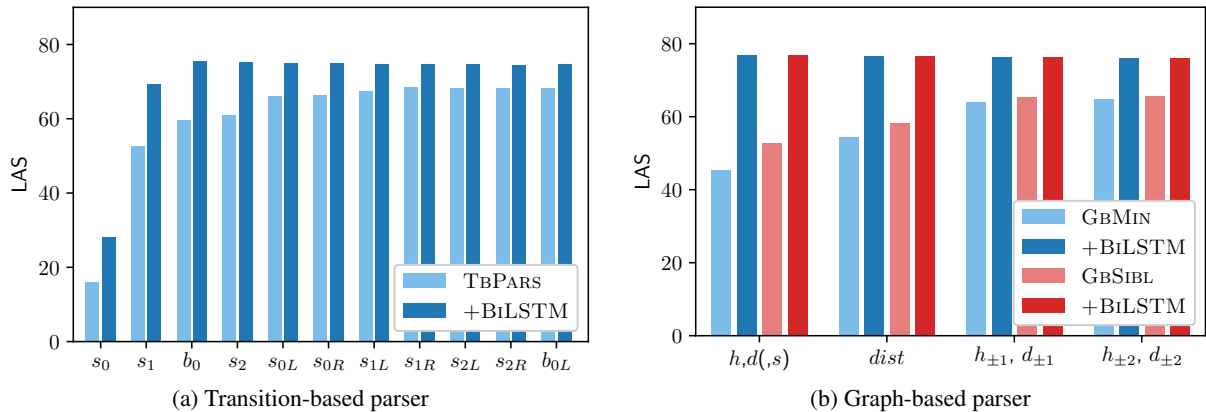 80
60
40
20
0
LAS
TBPARS
+BILSTM
s₀ s₁ b₀ s₂ s₀L s₀R s₁L s₁R s₂L s₂R b₀L
(a) Transition-based parser
80
60
40
20
0
LAS
GBMIN
+BILSTM
GBSIBL
+BILSTM
h,d(,s) dist h±1, d±1 h±2, d±2
(b) Graph-based parser